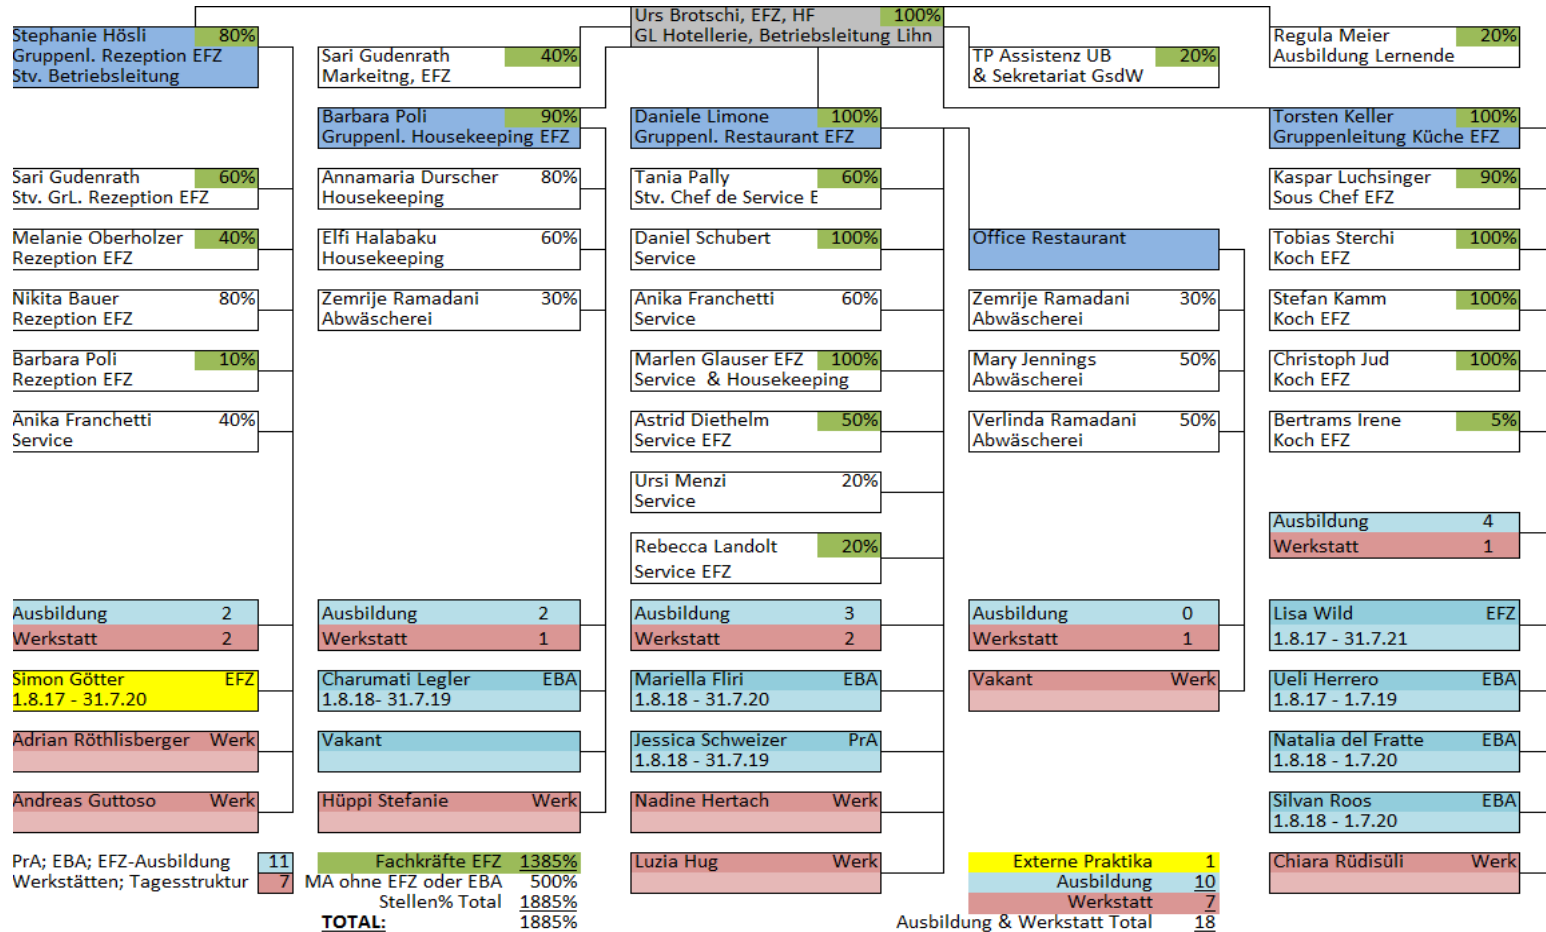 Urs Brotschi, EFZ, HF 100%
GL Hotellerie, Betriebsleitung Lihn
Stephanie Hösli 80%
Gruppenl. Rezeption EFZ
Stv. Betriebsleitung
Sari Gudenrath 40%
Markeitng, EFZ
TP Assistenz UB 20%
& Sekretariat GsdW
Regula Meier 20%
Ausbildung Lernende
Barbara Poli 90%
Gruppenl. Housekeeping EFZ
Daniele Limone 100%
Gruppenl. Restaurant EFZ
Torsten Keller 100%
Gruppenleitung Küche EFZ
Sari Gudenrath 60%
Stv. GrL. Rezeption EFZ
Annamaria Durscher 80%
Housekeeping
Tania Pally 60%
Stv. Chef de Service E
Kaspar Luchsinger 90%
Sous Chef EFZ
Melanie Oberholzer 40%
Rezeption EFZ
Elfi Halabaku 60%
Housekeeping
Daniel Schubert 100%
Service
Office Restaurant
Tobias Sterchi 100%
Koch EFZ
Nikita Bauer 80%
Rezeption EFZ
Zemrije Ramadani 30%
Abwäscherei
Anika Franchetti 60%
Service
Zemrije Ramadani 30%
Abwäscherei
Stefan Kamm 100%
Koch EFZ
Barbara Poli 10%
Rezeption EFZ
Marlen Glauser EFZ 100%
Service & Housekeeping
Mary Jennings 50%
Abwäscherei
Christoph Jud 100%
Koch EFZ
Anika Franchetti 40%
Service
Astrid Diethelm 50%
Service EFZ
Verlinda Ramadani 50%
Abwäscherei
Bertrams Irene 5%
Koch EFZ
Ursi Menzi 20%
Service
Ausbildung 4
Werkstatt 1
Rebecca Landolt 20%
Service EFZ
Ausbildung 2
Werkstatt 2
Ausbildung 2
Werkstatt 1
Ausbildung 3
Werkstatt 2
Ausbildung 0
Werkstatt 1
Lisa Wild EFZ
1.8.17 - 31.7.21
Simon Götter EFZ
1.8.17 - 31.7.20
Charumati Legler EBA
1.8.18- 31.7.19
Mariella Fliri EBA
1.8.18 - 31.7.20
Vakant Werk
Ueli Herrero EBA
1.8.17 - 1.7.19
Adrian Röthlisberger Werk
Vakant
Jessica Schweizer PrA
1.8.18 - 31.7.19
Natalia del Fratte EBA
1.8.18 - 1.7.20
Andreas Guttoso Werk
Hüppi Stefanie Werk
Nadine Hertach Werk
Silvan Roos EBA
1.8.18 - 1.7.20
PrA; EBA; EFZ-Ausbildung 11
Werkstätten; Tagesstruktur 7
Fachkräfte EFZ 1385%
MA ohne EFZ oder EBA 500%
Stellen% Total 1885%
TOTAL: 1885%
Luzia Hug Werk
Externe Praktika 1
Ausbildung 10
Werkstatt 7
Ausbildung & Werkstatt Total 18
Chiara Rüdisüli Werk